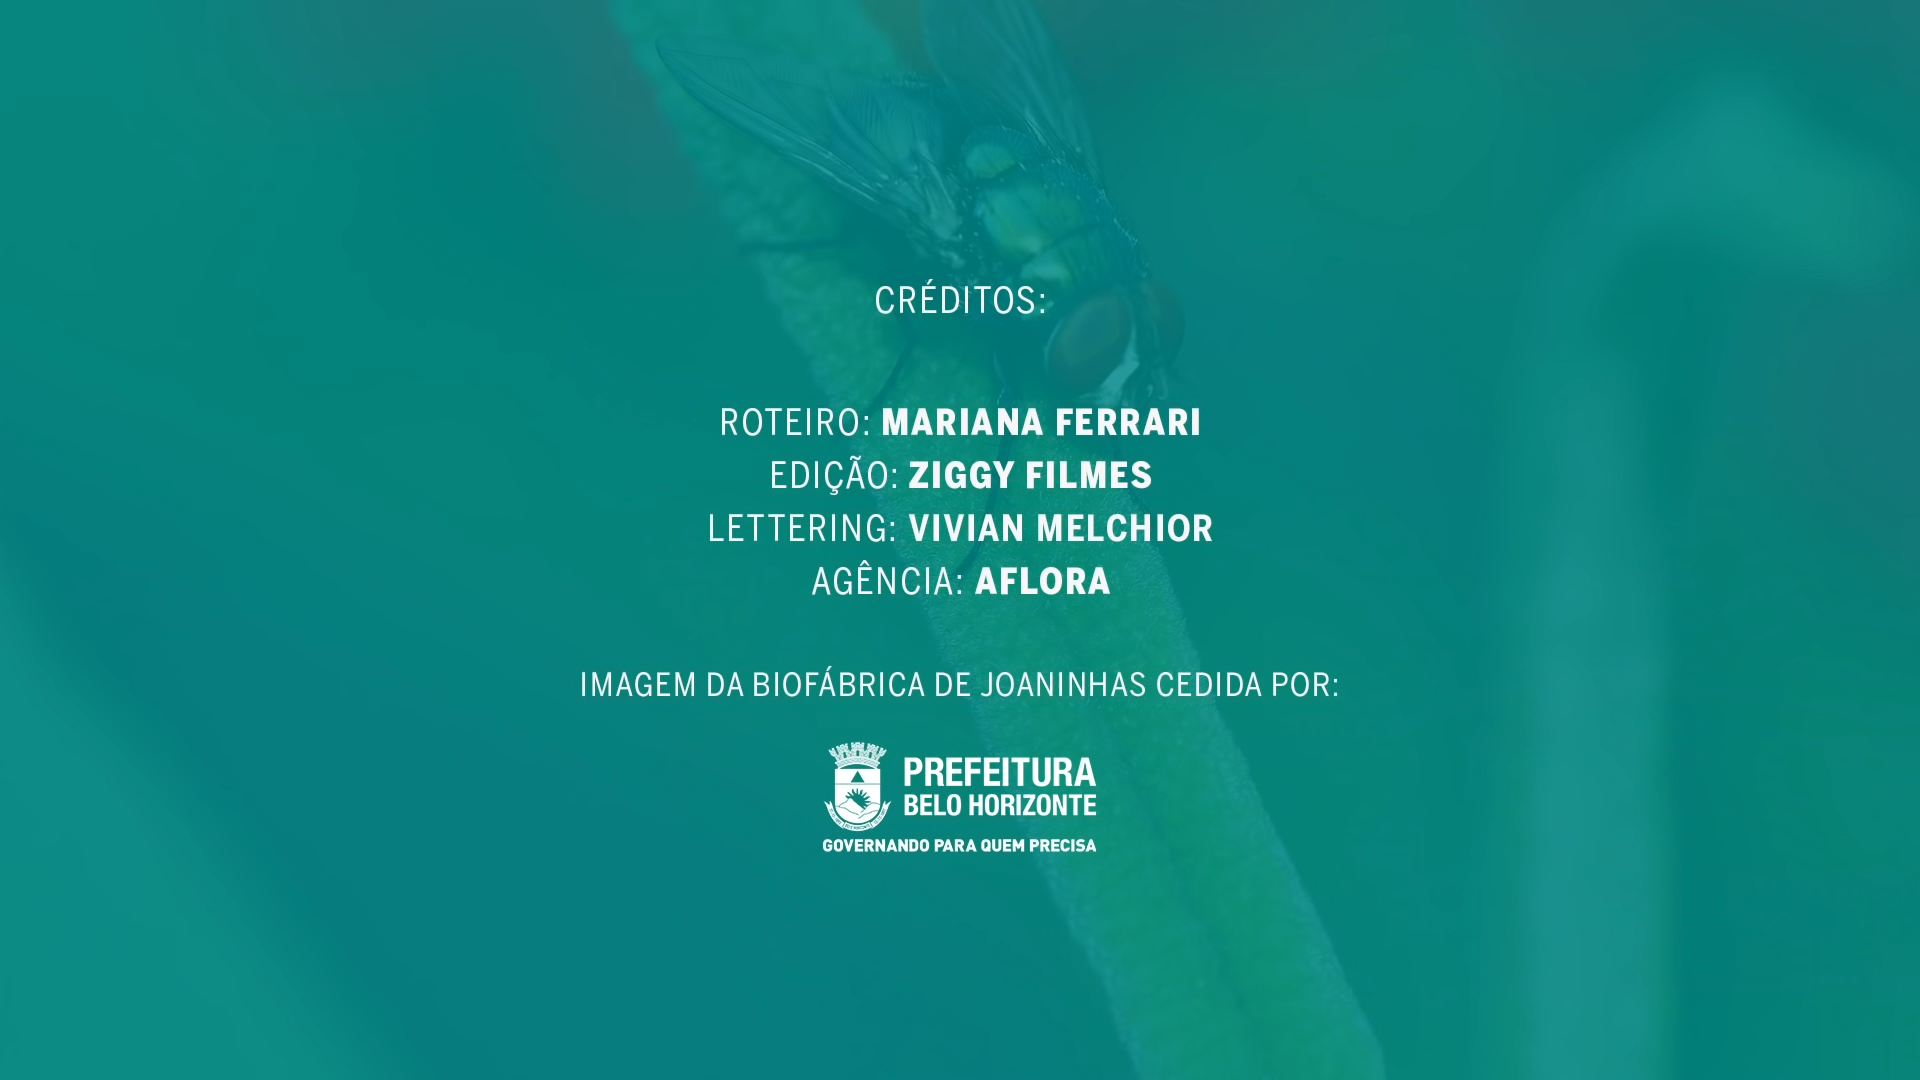 CRÉDITOS:
ROTEIRO: MARIANA FERRARI
EDIÇÃO: ZIGGY FILMES
LETTERING: VIVIAN MELCHIOR
AGÊNCIA: AFLORA
IMAGEM DA BIOFÁBRICA DE JOANINHAS CEDIDA POR:
PREFEITURA
BELO HORIZONTE
GOVERNANDO PARA QUEM PRECISA